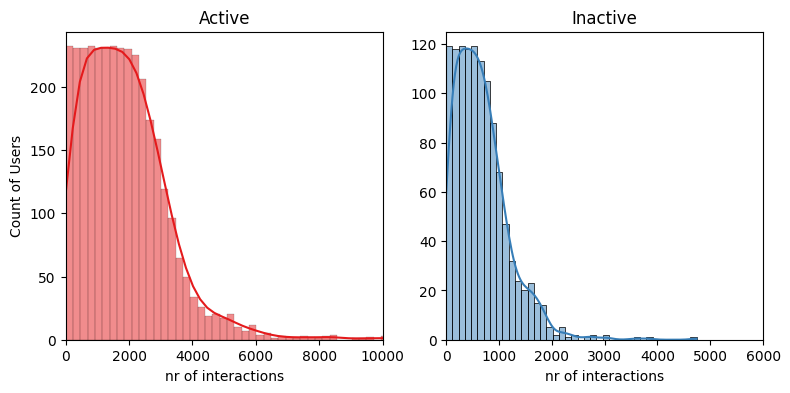 Active
Inactive
Count of Users
200
150
100
50
0
0 2000 4000 6000 8000 10000
nr of interactions
120
100
80
60
40
20
0
0 1000 2000 3000 4000 5000 6000
nr of interactions